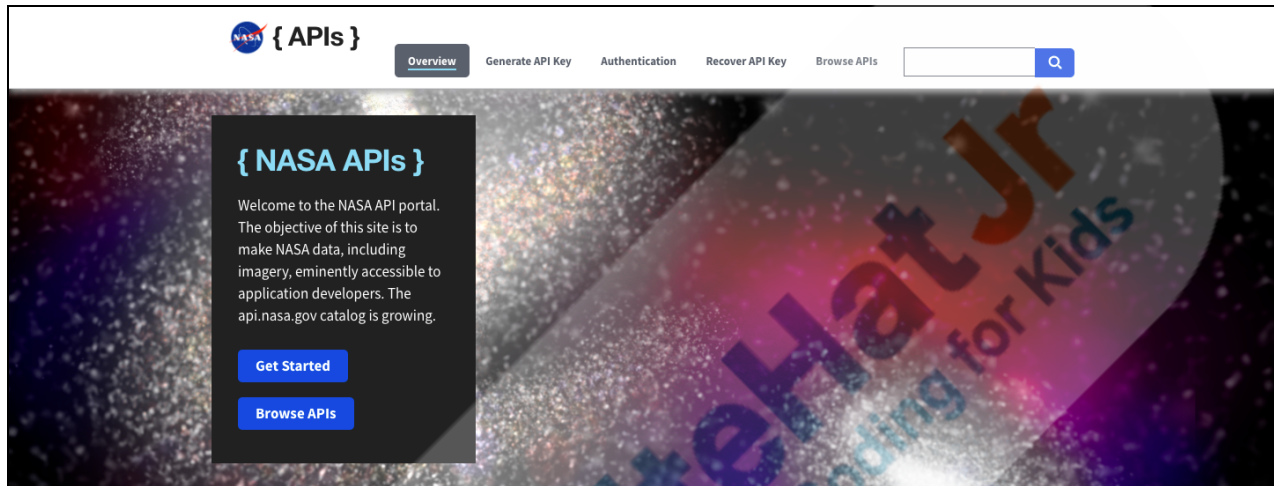 NASA { APIs }
Overview Generate API Key Authentication Recover API Key Browse APIs
{ NASA APIs }
Welcome to the NASA API portal.
The objective of this site is to
make NASA data, including
imagery, eminently accessible to
application developers. The
api.nasa.gov catalog is growing.
Get Started
Browse APIs
teHat Jr
nding for Kids